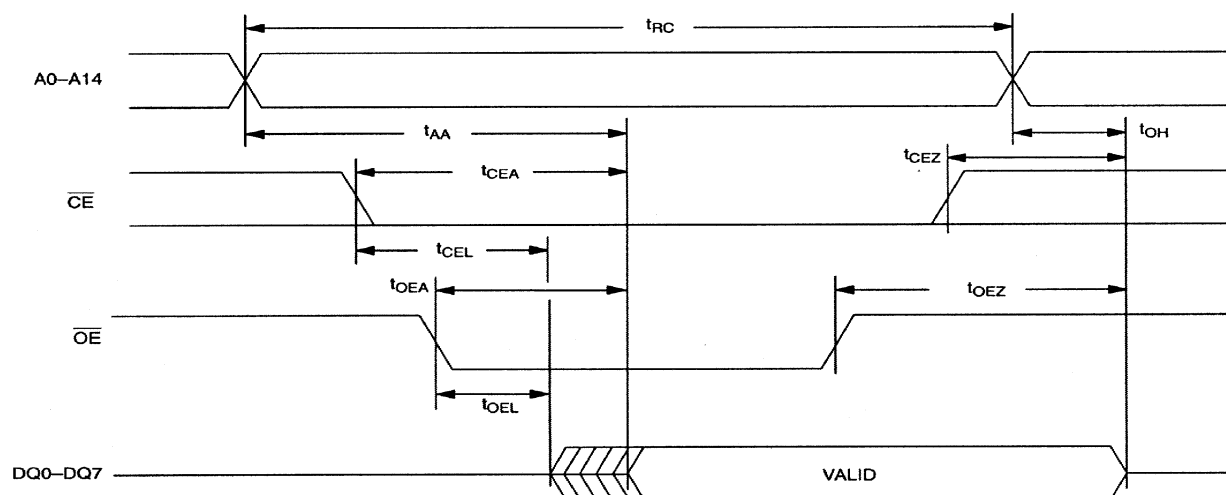 tRC
A0–A14
tAA
tOH
tCEZ
tCEA
CE
tCEL
tOEA
tOEZ
OE
tOEL
DQ0–DQ7
VALID